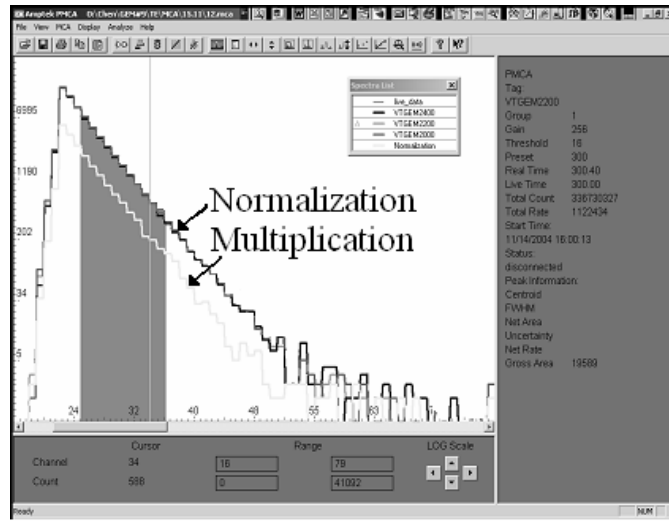 Amptek PMCA
File View PMCA Display Analyze Help
6995
1190
202
34
5
24 32 40 48 55 63
Spectra List
live_data
VTGEM2400
VTGEM2200
VTGEM2000
Normalization
Normalization
Multiplication
PMCA
Tag:
VTGEM2200
Group 1
Gain 256
Threshold 16
Preset 300
Real Time 300.40
Live Time 300.00
Total Count 336730327
Total Rate 1122434
Start Time:
11/14/2004 16:00:13
Status:
disconnected
Peak Information:
Centroid
FWHM
Net Area
Uncertainty
Net Rate
Gross Area 19589
Cursor Range LOG Scale
Channel 34 16 79
Count 588 0 41092
Ready NUM